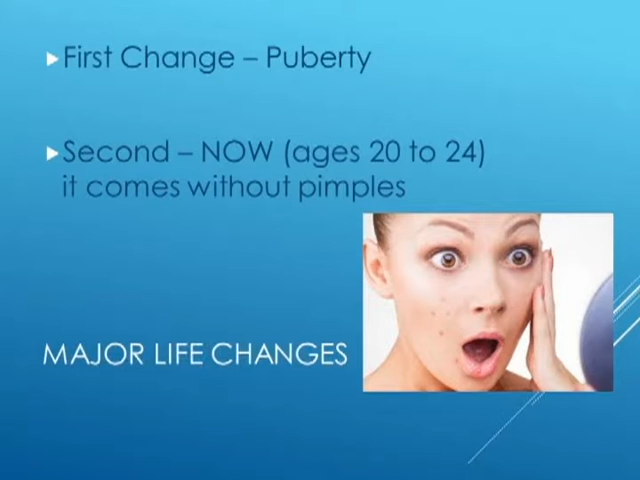 First Change – Puberty
Second – NOW (ages 20 to 24)
it comes without pimples
MAJOR LIFE CHANGES